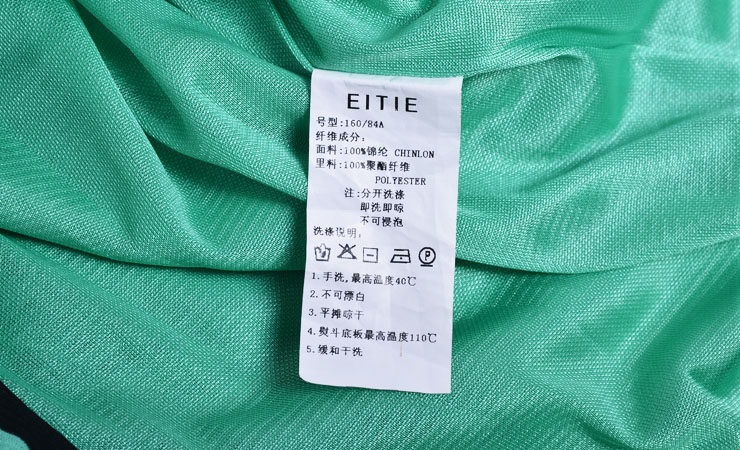 EITIE
号型:160/84A
纤维成分:
面料:100%锦纶 CHINLON
里料:100%聚酯纤维
POLYESTER
注:分开洗涤
即洗即晾
不可浸泡
洗涤说明:
P
1.手洗,最高温度40℃
2.不可漂白
3.平摊晾干
4.熨斗底板最高温度110℃
5.缓和干洗